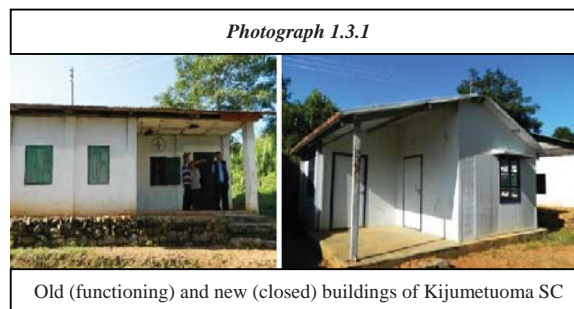 Photograph 1.3.1
Old (functioning) and new (closed) buildings of Kijumetuoma SC